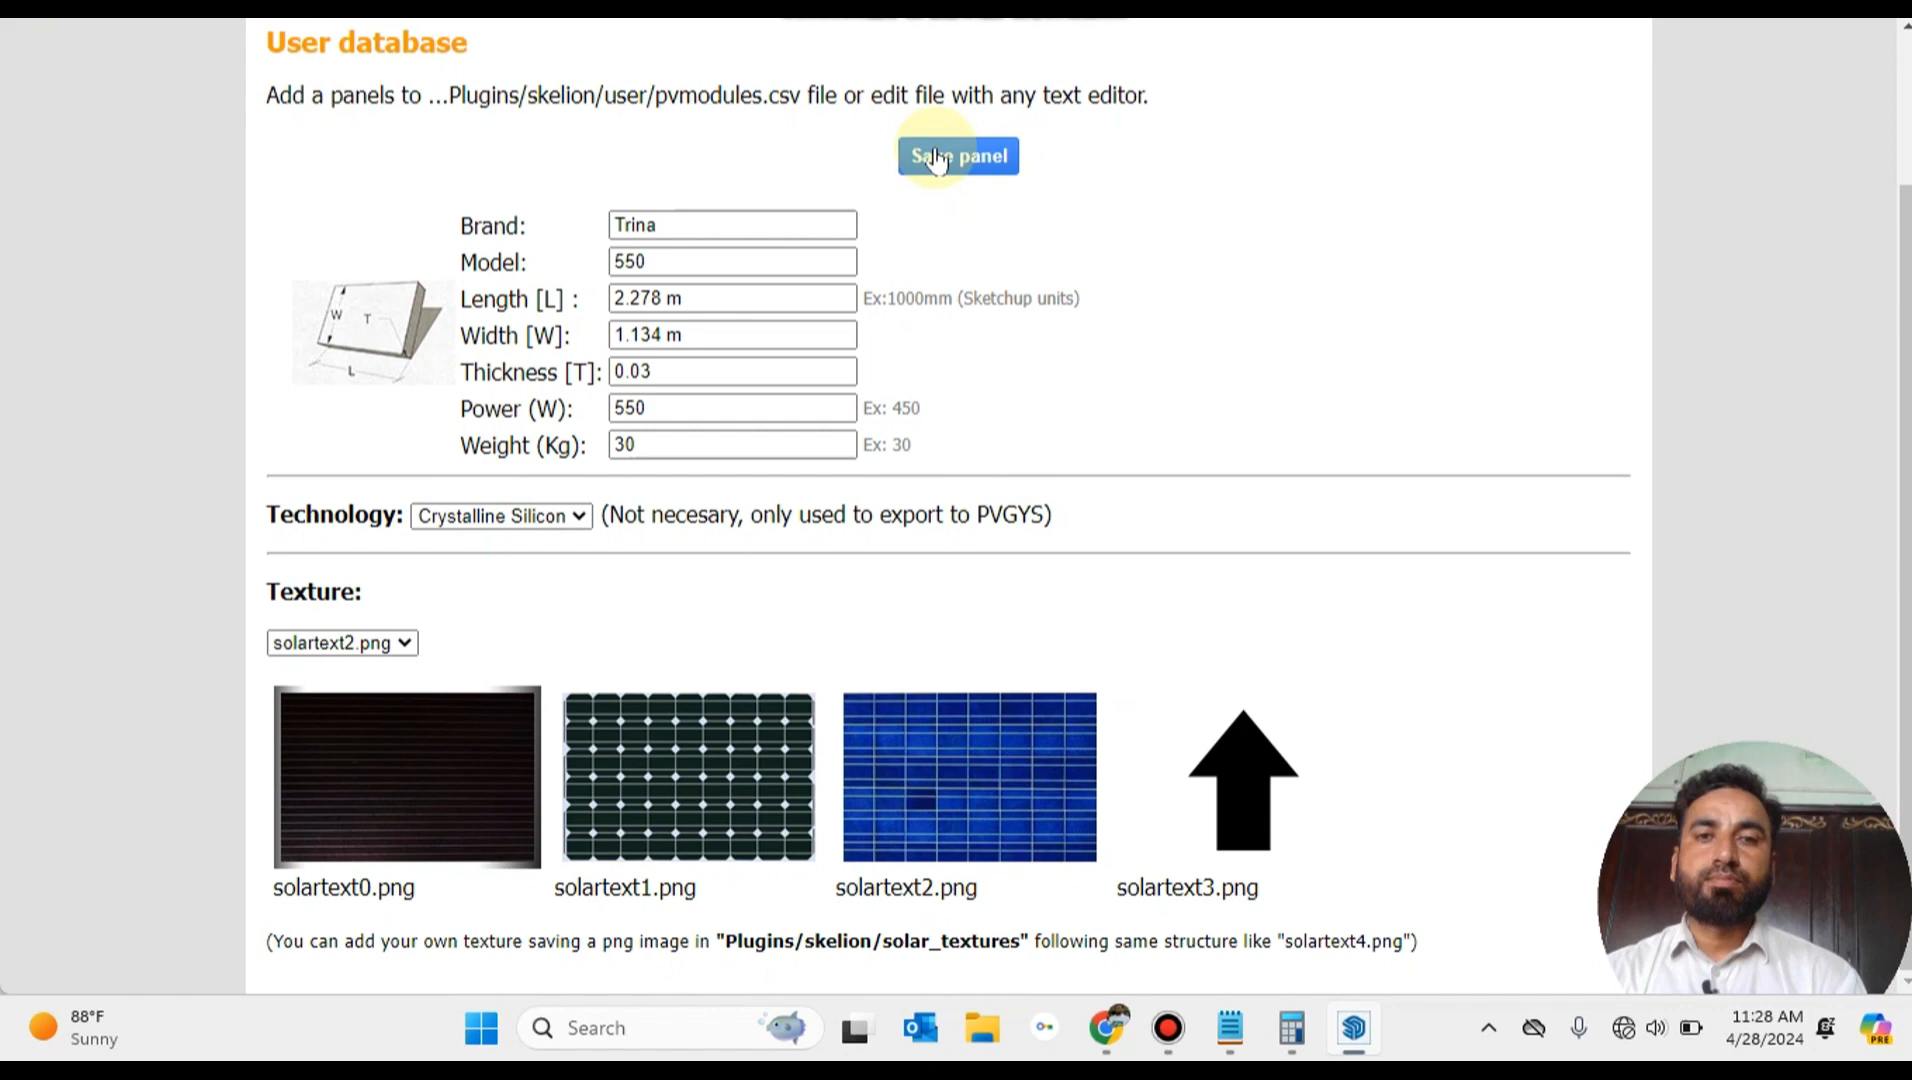 User database
Add a panels to ...Plugins/skelion/user/pvmodules.csv file or edit file with any text editor.
Save panel
Brand: Trina
Model: 550
Length [L] : 2.278 m Ex:1000mm (Sketchup units)
Width [W]: 1.134 m
Thickness [T]: 0.03
Power (W): 550 Ex: 450
Weight (Kg): 30 Ex: 30
W
T
L
Technology: Crystalline Silicon (Not necesary, only used to export to PVGYS)
Texture:
solartext2.png
solartext0.png solartext1.png solartext2.png solartext3.png
(You can add your own texture saving a png image in "Plugins/skelion/solar_textures" following same structure like "solartext4.png")
88°F
Sunny
Search
11:28 AM
4/28/2024
PRE